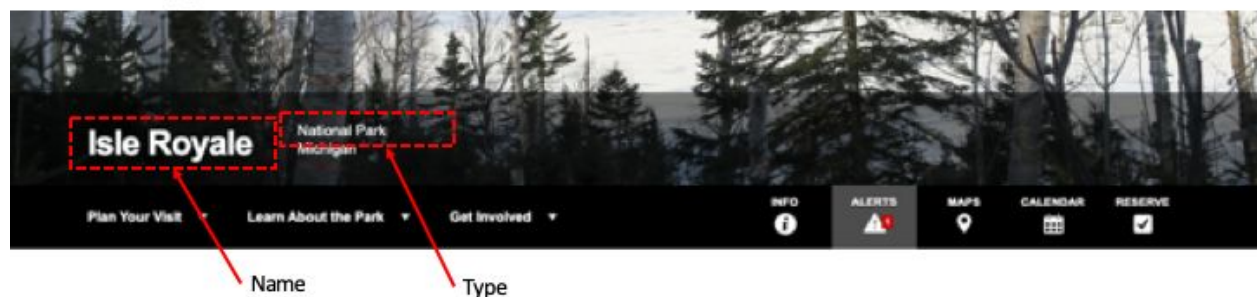 Isle Royale
National Park
Michigan
Plan Your Visit
Learn About the Park
Get Involved
INFO
ALERTS
1
MAPS
CALENDAR
RESERVE
Name
Type